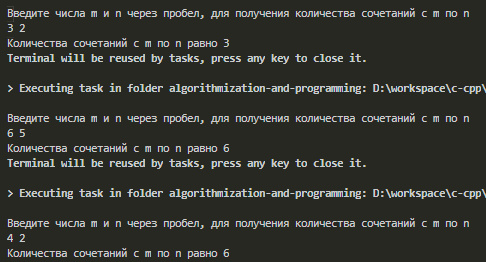 Введите числа m и n через пробел, для получения количества сочетаний с m по n
3 2
Количества сочетаний с m по n равно 3
Terminal will be reused by tasks, press any key to close it.
> Executing task in folder algorithmization-and-programming: D:\workspace\c-cpp\
Введите числа m и n через пробел, для получения количества сочетаний с m по n
6 5
Количества сочетаний с m по n равно 6
Terminal will be reused by tasks, press any key to close it.
> Executing task in folder algorithmization-and-programming: D:\workspace\c-cpp\
Введите числа m и n через пробел, для получения количества сочетаний с m по n
4 2
Количества сочетаний с m по n равно 6